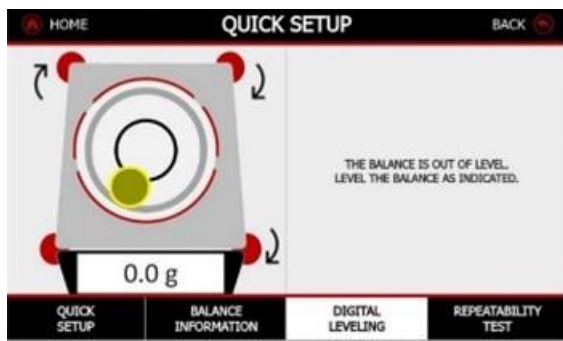 HOME
QUICK SETUP
BACK
THE BALANCE IS OUT OF LEVEL.
LEVEL THE BALANCE AS INDICATED.
0.0 g
QUICK
SETUP
BALANCE
INFORMATION
DIGITAL
LEVELING
REPEATABILITY
TEST